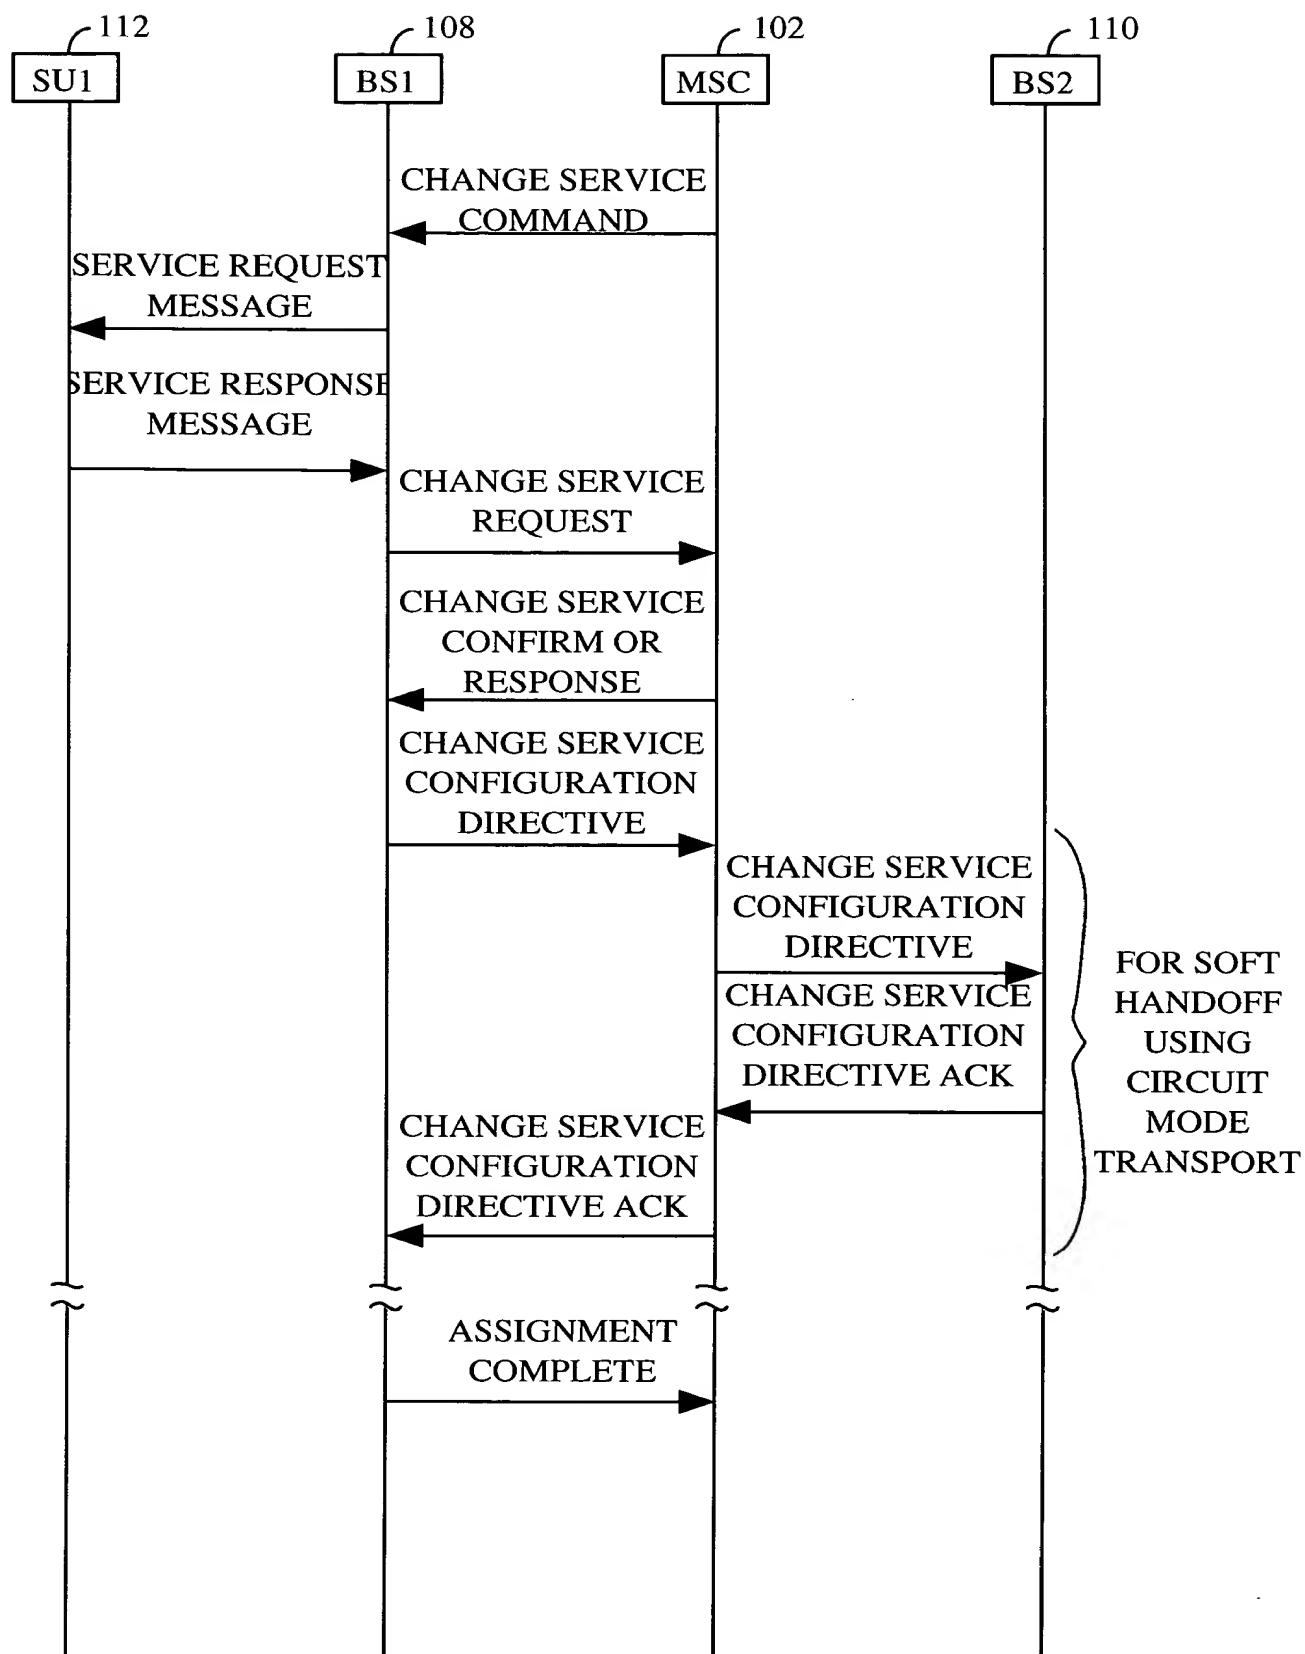 112
108
102
110
SU1
BS1
MSC
BS2
CHANGE SERVICE
COMMAND
SERVICE REQUEST
MESSAGE
SERVICE RESPONSE
MESSAGE
CHANGE SERVICE
REQUEST
CHANGE SERVICE
CONFIRM OR
RESPONSE
CHANGE SERVICE
CONFIGURATION
DIRECTIVE
CHANGE SERVICE
CONFIGURATION
DIRECTIVE
CHANGE SERVICE
CONFIGURATION
DIRECTIVE ACK
FOR SOFT
HANDOFF
USING
CIRCUIT
MODE
TRANSPORT
CHANGE SERVICE
CONFIGURATION
DIRECTIVE ACK
ASSIGNMENT
COMPLETE